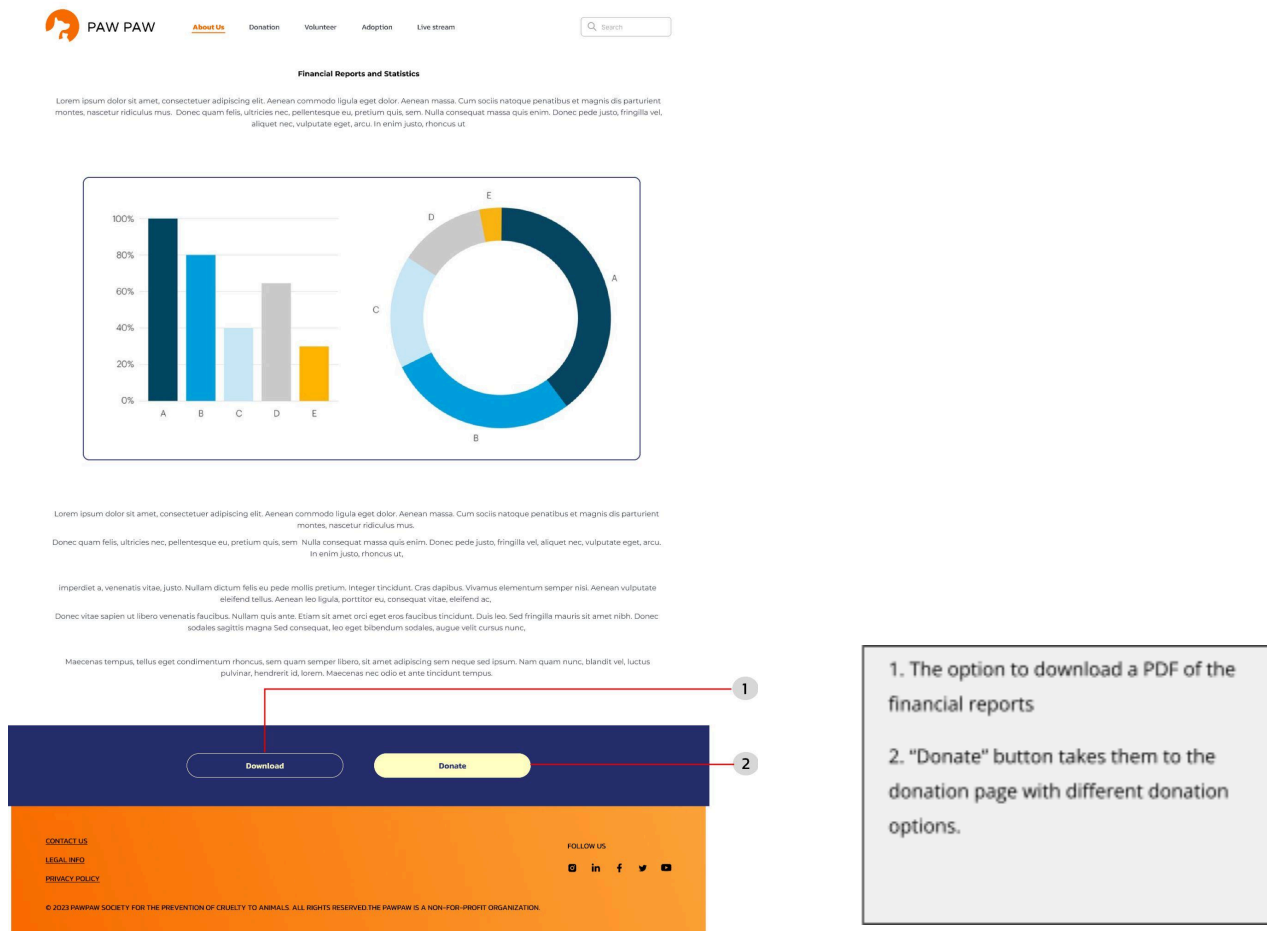 PAW PAW
About Us
Donation
Volunteer
Adoption
Live stream
Search
Financial Reports and Statistics
Lorem ipsum dolor sit amet, consectetuer adipiscing elit. Aenean commodo ligula eget dolor. Aenean massa. Cum sociis natoque penatibus et magnis dis parturient
montes, nascetur ridiculus mus. Donec quam felis, ultricies nec, pellentesque eu, pretium quis, sem. Nulla consequat massa quis enim. Donec pede justo, fringilla vel,
aliquet nec, vulputate eget, arcu. In enim justo, rhoncus ut
100%
80%
60%
40%
20%
0%
A
B
C
D
E
E
D
A
C
B
Lorem ipsum dolor sit amet, consectetuer adipiscing elit. Aenean commodo ligula eget dolor. Aenean massa. Cum sociis natoque penatibus et magnis dis parturient
montes, nascetur ridiculus mus.
Donec quam felis, ultricies nec, pellentesque eu, pretium quis, sem Nulla consequat massa quis enim. Donec pede justo, fringilla vel, aliquet nec, vulputate eget, arcu.
In enim justo, rhoncus ut,
imperdiet a, venenatis vitae, justo. Nullam dictum felis eu pede mollis pretium. Integer tincidunt. Cras dapibus. Vivamus elementum semper nisi. Aenean vulputate
eleifend tellus. Aenean leo ligula, porttitor eu, consequat vitae, eleifend ac,
Donec vitae sapien ut libero venenatis faucibus. Nullam quis ante. Etiam sit amet orci eget eros faucibus tincidunt. Duis leo. Sed fringilla mauris sit amet nibh. Donec
sodales sagittis magna Sed consequat, leo eget bibendum sodales, augue velit cursus nunc,
Maecenas tempus, tellus eget condimentum rhoncus, sem quam semper libero, sit amet adipiscing sem neque sed ipsum. Nam quam nunc, blandit vel, luctus
pulvinar, hendrerit id, lorem. Maecenas nec odio et ante tincidunt tempus.
1
Download
Donate
2
CONTACT US
LEGAL INFO
PRIVACY POLICY
FOLLOW US
© 2023 PAWPAW SOCIETY FOR THE PREVENTION OF CRUELTY TO ANIMALS. ALL RIGHTS RESERVED.THE PAWPAW IS A NON-FOR-PROFIT ORGANIZATION.
1. The option to download a PDF of the
financial reports
2. "Donate" button takes them to the
donation page with different donation
options.